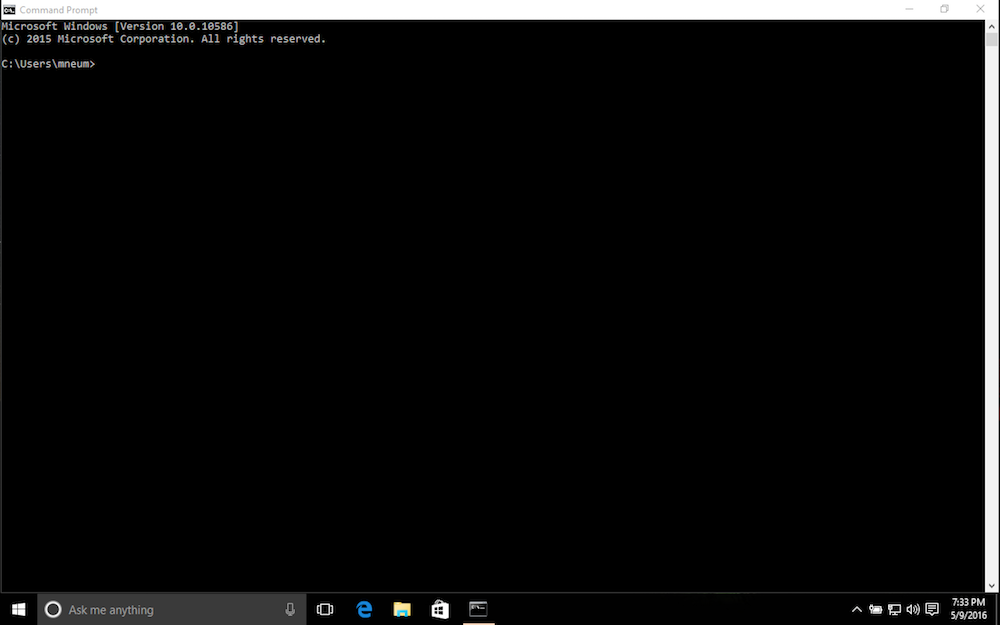 Command Prompt
Microsoft Windows [Version 10.0.10586]
(c) 2015 Microsoft Corporation. All rights reserved.
C:\Users\mneum>
Ask me anything
7:33 PM
5/9/2016